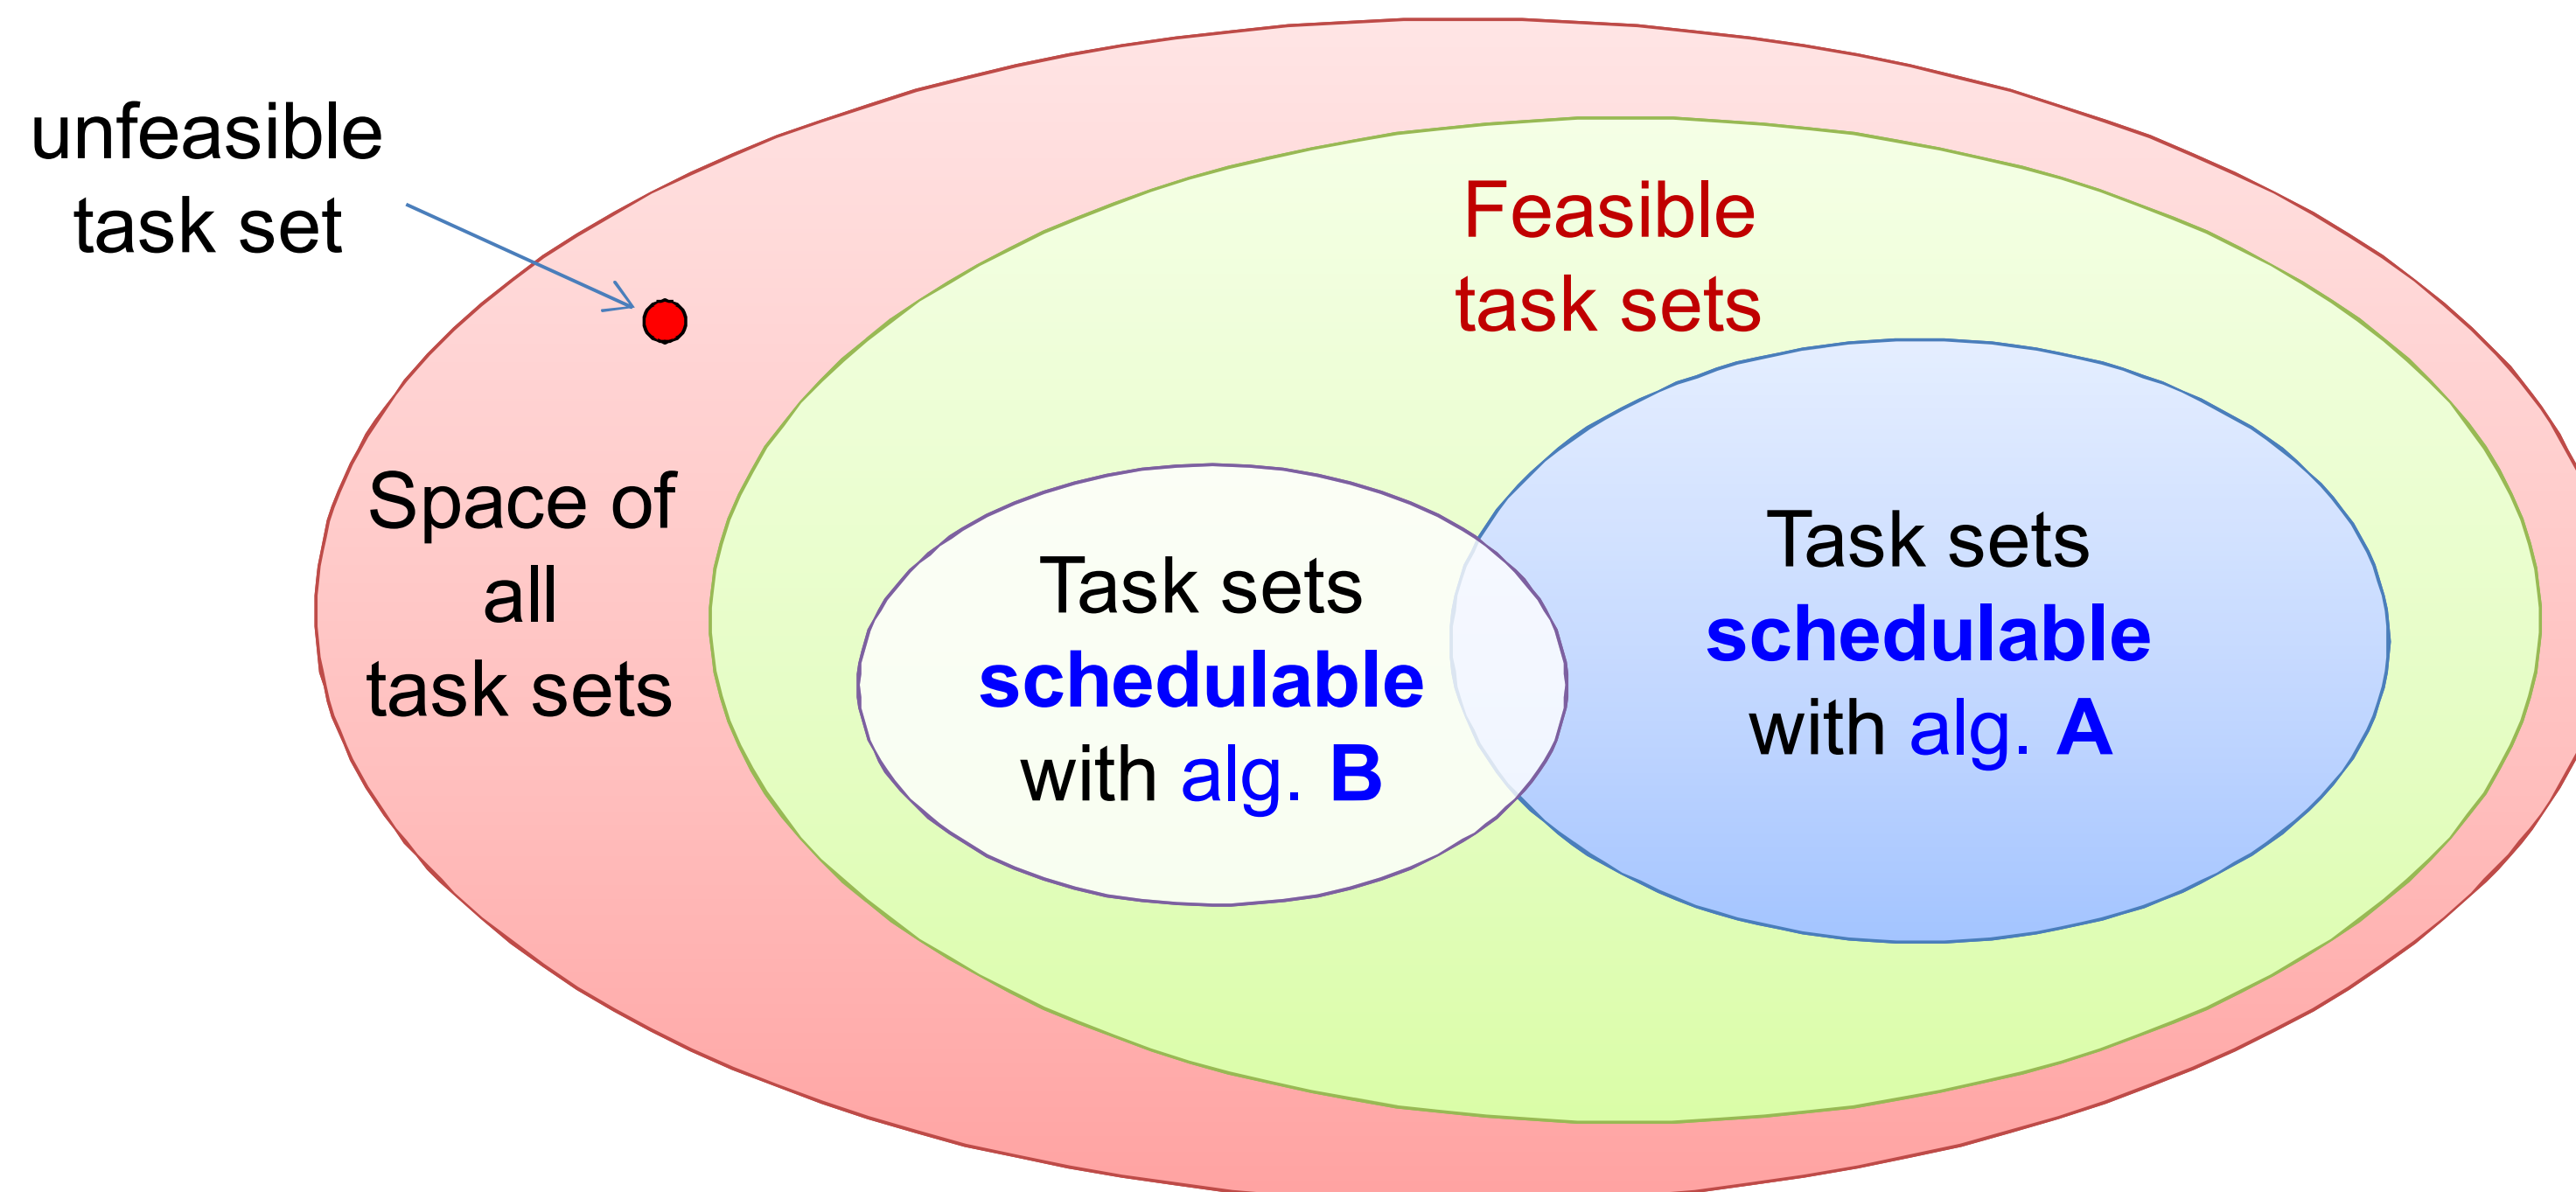 unfeasible
task set
Space of
all
task sets
Feasible
task sets
Task sets
schedulable
with alg. B
Task sets
schedulable
with alg. A